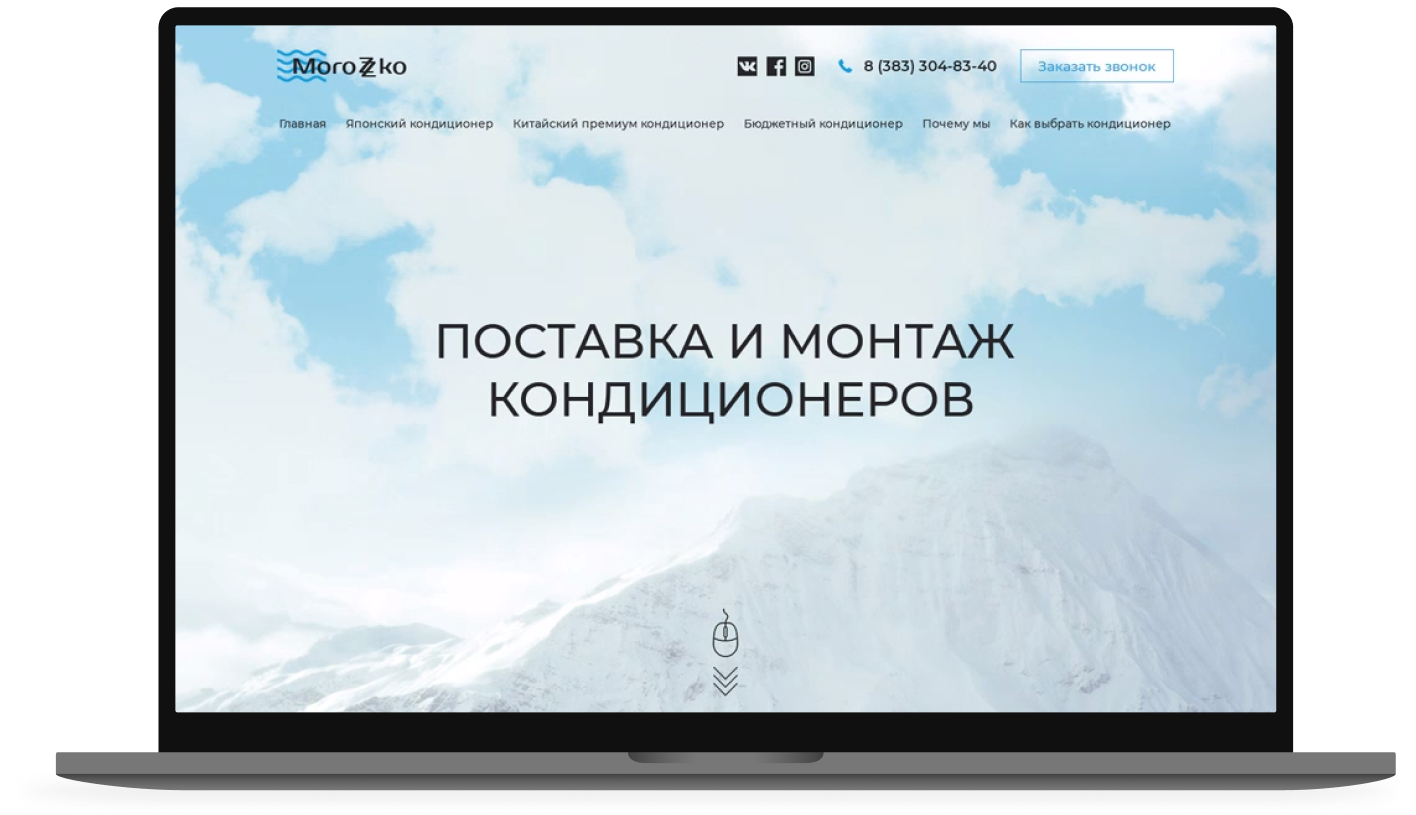 MoroZko
8 (383) 304-83-40
Заказать звонок
Главная Японский кондиционер Китайский премиум кондиционер Бюджетный кондиционер Почему мы Как выбрать кондиционер
ПОСТАВКА И МОНТАЖ
КОНДИЦИОНЕРОВ